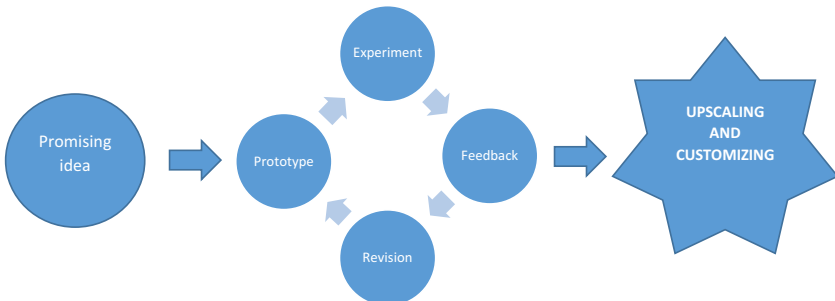 Promising
idea
Prototype
Experiment
Feedback
Revision
UPSCALING
AND
CUSTOMIZING